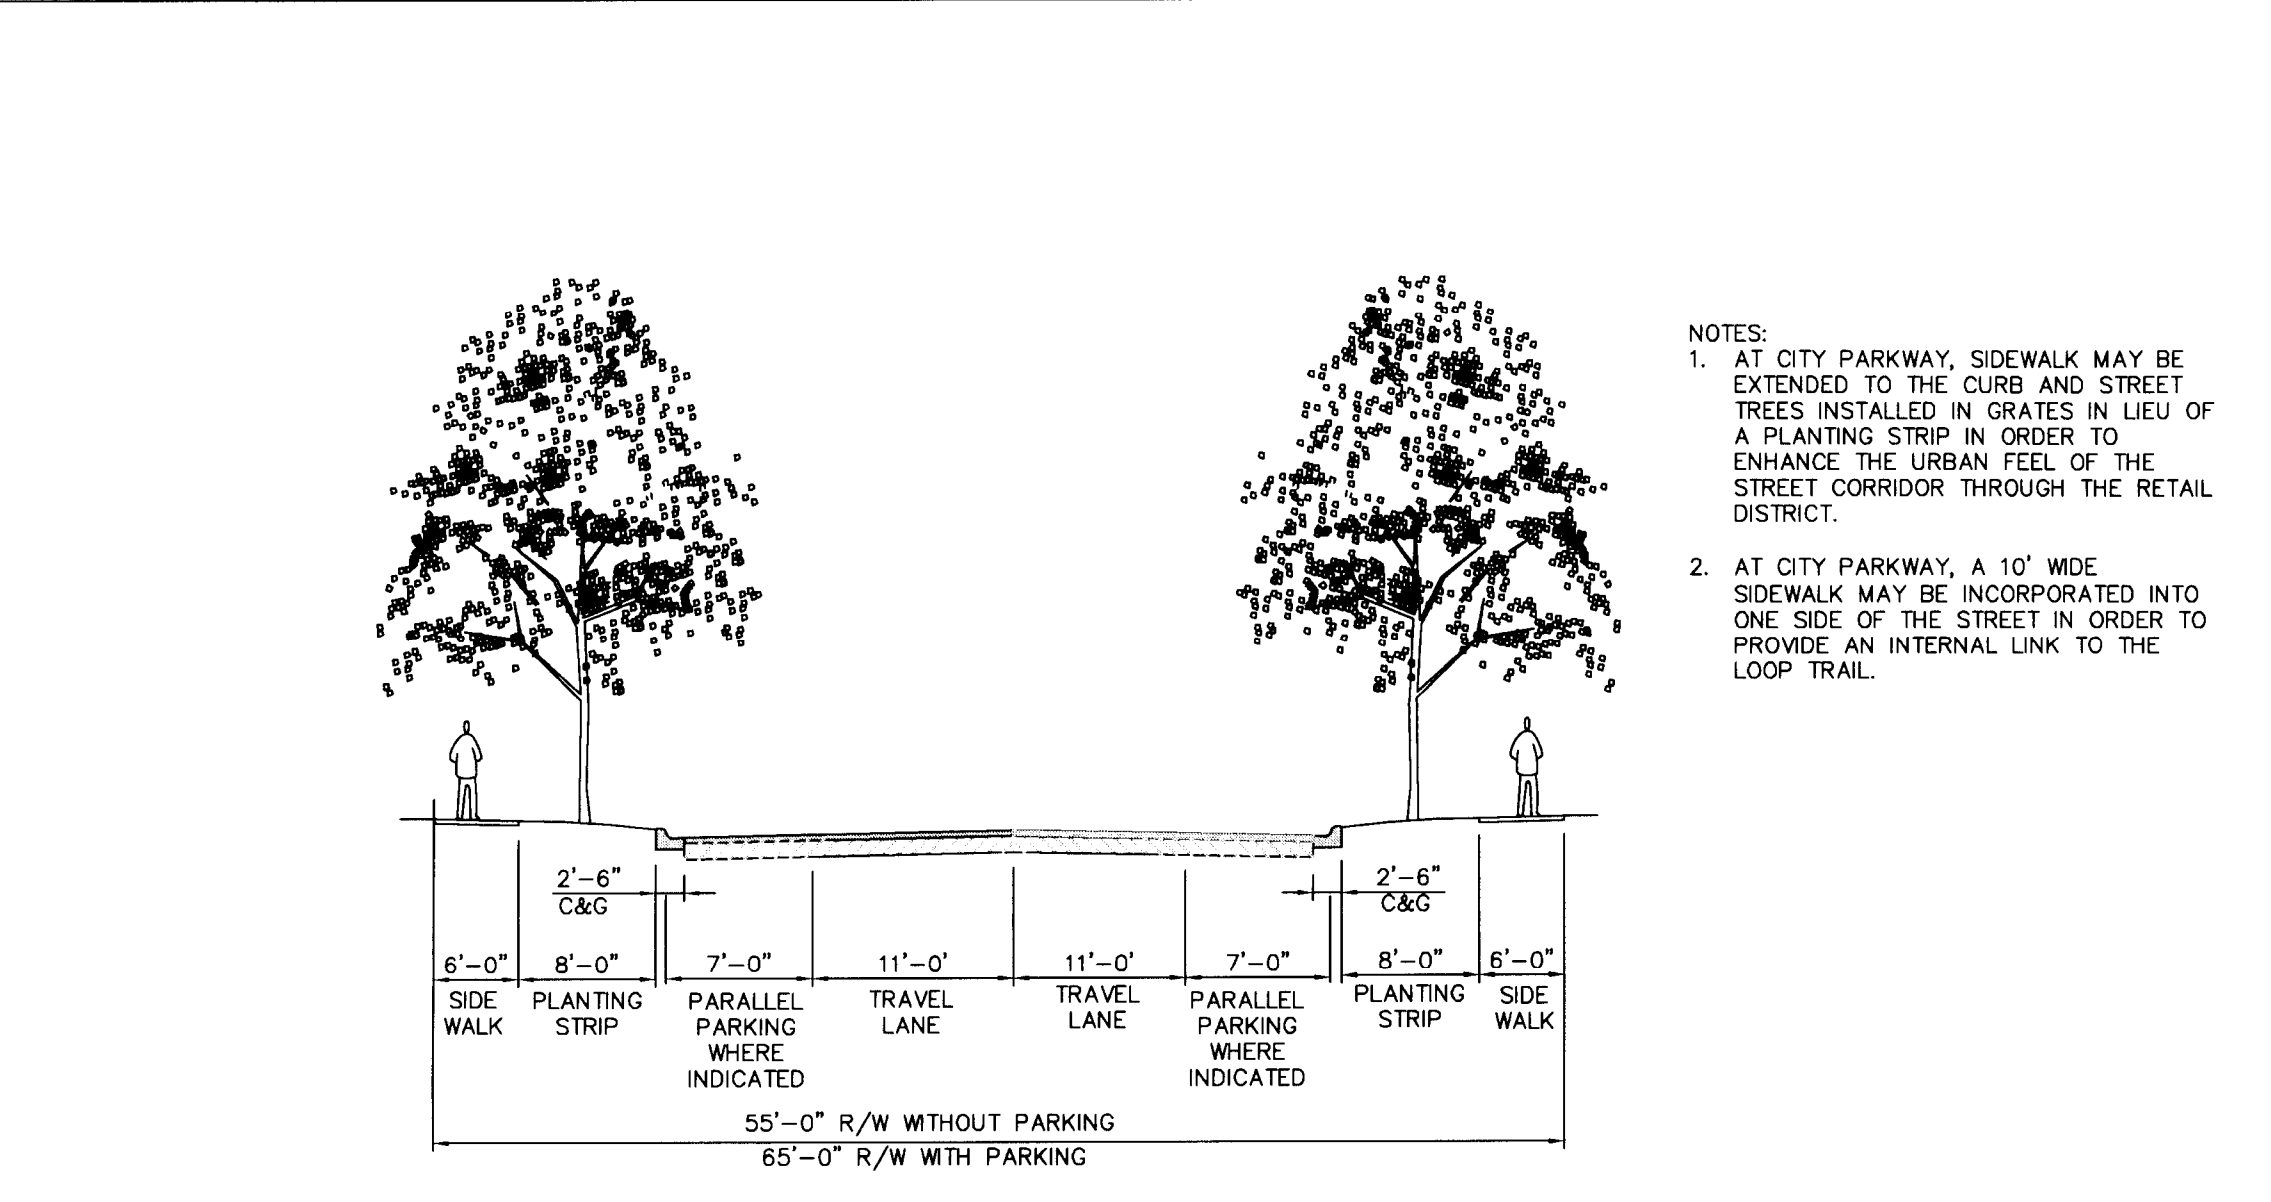 NOTES:
1. AT CITY PARKWAY, SIDEWALK MAY BE
EXTENDED TO THE CURB AND STREET
TREES INSTALLED IN GRATES IN LIEU OF
A PLANTING STRIP IN ORDER TO
ENHANCE THE URBAN FEEL OF THE
STREET CORRIDOR THROUGH THE RETAIL
DISTRICT.
2. AT CITY PARKWAY, A 10' WIDE
SIDEWALK MAY BE INCORPORATED INTO
ONE SIDE OF THE STREET IN ORDER TO
PROVIDE AN INTERNAL LINK TO THE
LOOP TRAIL.
2'-6"
C&G
2'-6"
C&G
6'-0"
SIDE
WALK
8'-0"
PLANTING
STRIP
7'-0"
PARALLEL
PARKING
WHERE
INDICATED
11'-0'
TRAVEL
LANE
11'-0'
TRAVEL
LANE
7'-0"
PARALLEL
PARKING
WHERE
INDICATED
8'-0"
PLANTING
STRIP
6'-0"
SIDE
WALK
55'-0" R/W WITHOUT PARKING
65'-0" R/W WITH PARKING